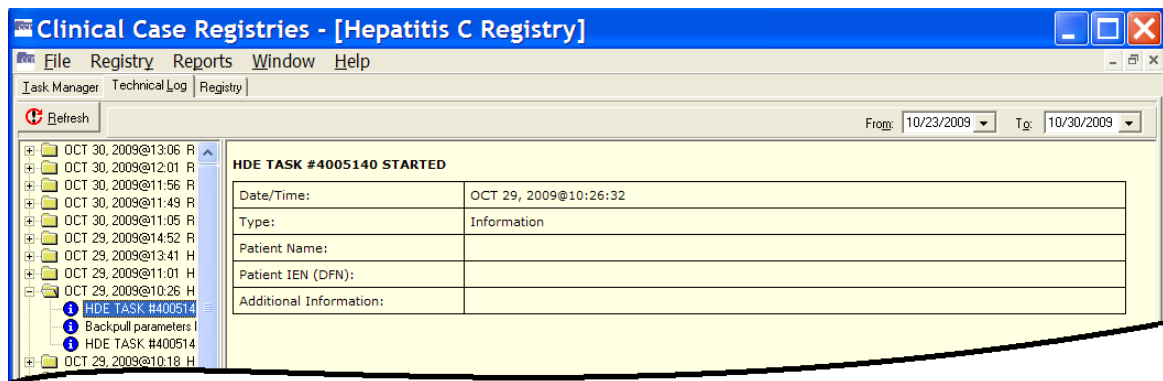 Clinical Case Registries - [Hepatitis C Registry]
File Registry Reports Window Help
Task Manager Technical Log Registry
Refresh From: 10/23/2009 To: 10/30/2009
OCT 30, 2009@13:06 R
OCT 30, 2009@12:01 R
OCT 30, 2009@11:56 R
OCT 30, 2009@11:49 R
OCT 30, 2009@11:05 R
OCT 29, 2009@14:52 R
OCT 29, 2009@13:41 H
OCT 29, 2009@11:01 H
OCT 29, 2009@10:26 H
HDE TASK #400514
Backpull parameters
HDE TASK #400514
OCT 29, 2009@10:18 H
HDE TASK #4005140 STARTED
Date/Time: OCT 29, 2009@10:26:32
Type: Information
Patient Name:
Patient IEN (DFN):
Additional Information: